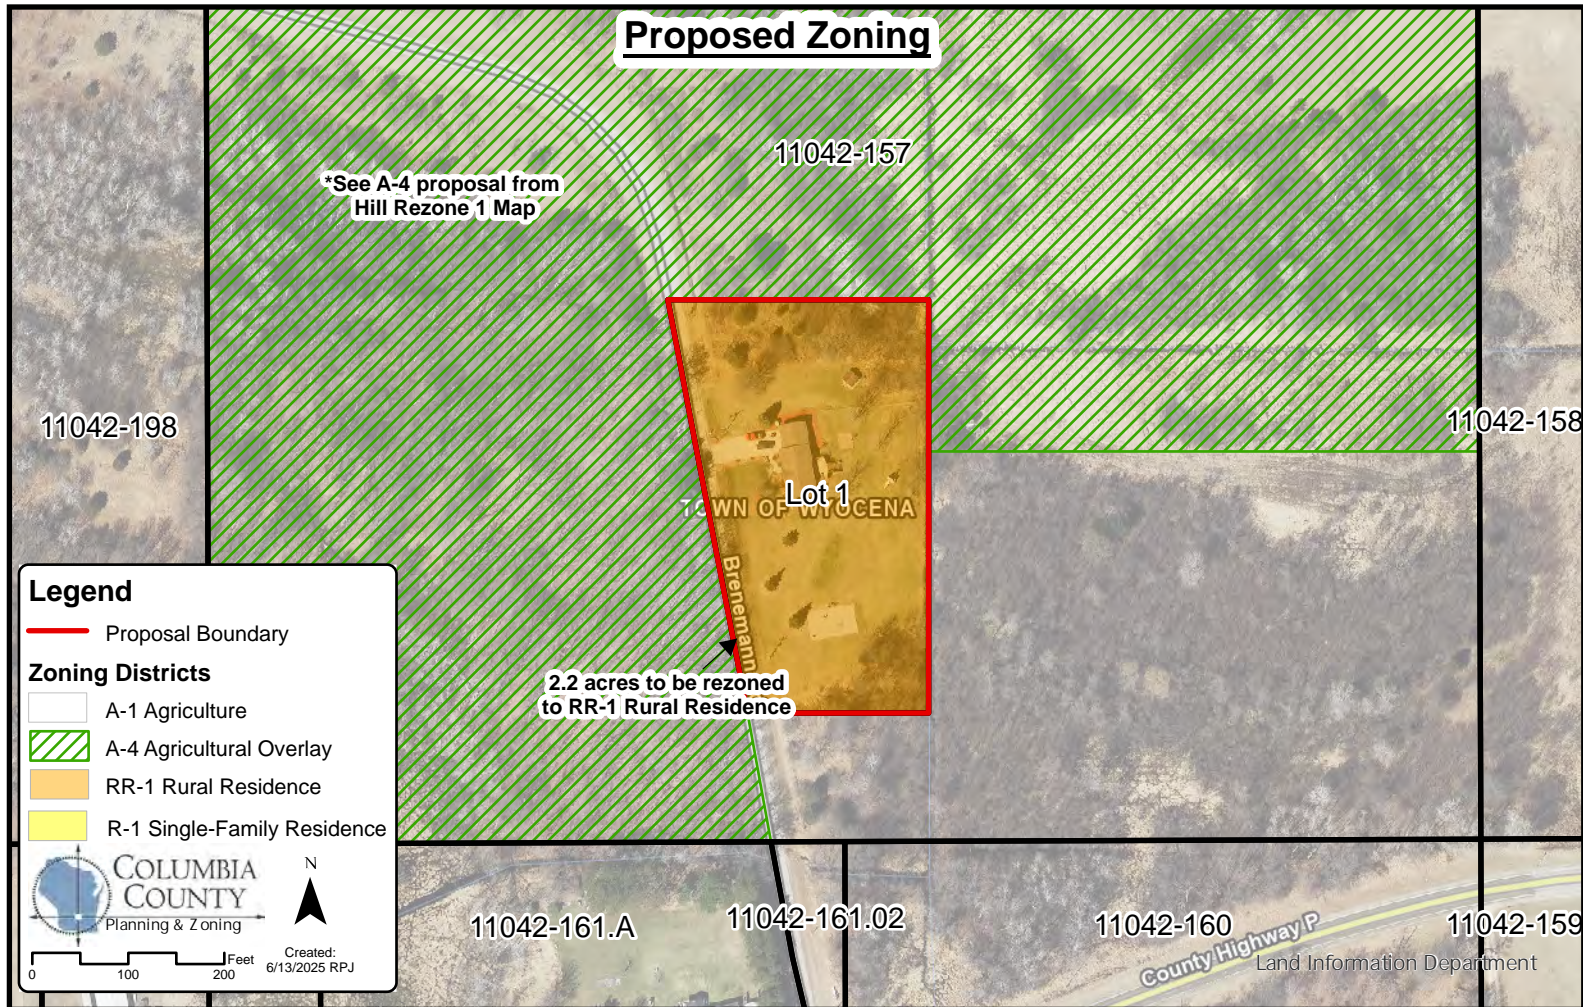 Proposed Zoning
11042-157
*See A-4 proposal from
Hill Rezone 1 Map
11042-198
11042-158
Lot 1
TOWN OF WYOCENA
Brenemann
2.2 acres to be rezoned
to RR-1 Rural Residence
Legend
Proposal Boundary
Zoning Districts
A-1 Agriculture
A-4 Agricultural Overlay
RR-1 Rural Residence
R-1 Single-Family Residence
COLUMBIA
COUNTY
Planning & Zoning
N
Created:
6/13/2025 RPJ
Feet
0 100 200
11042-161.A
11042-161.02
11042-160
11042-159
County Highway P
Land Information Department